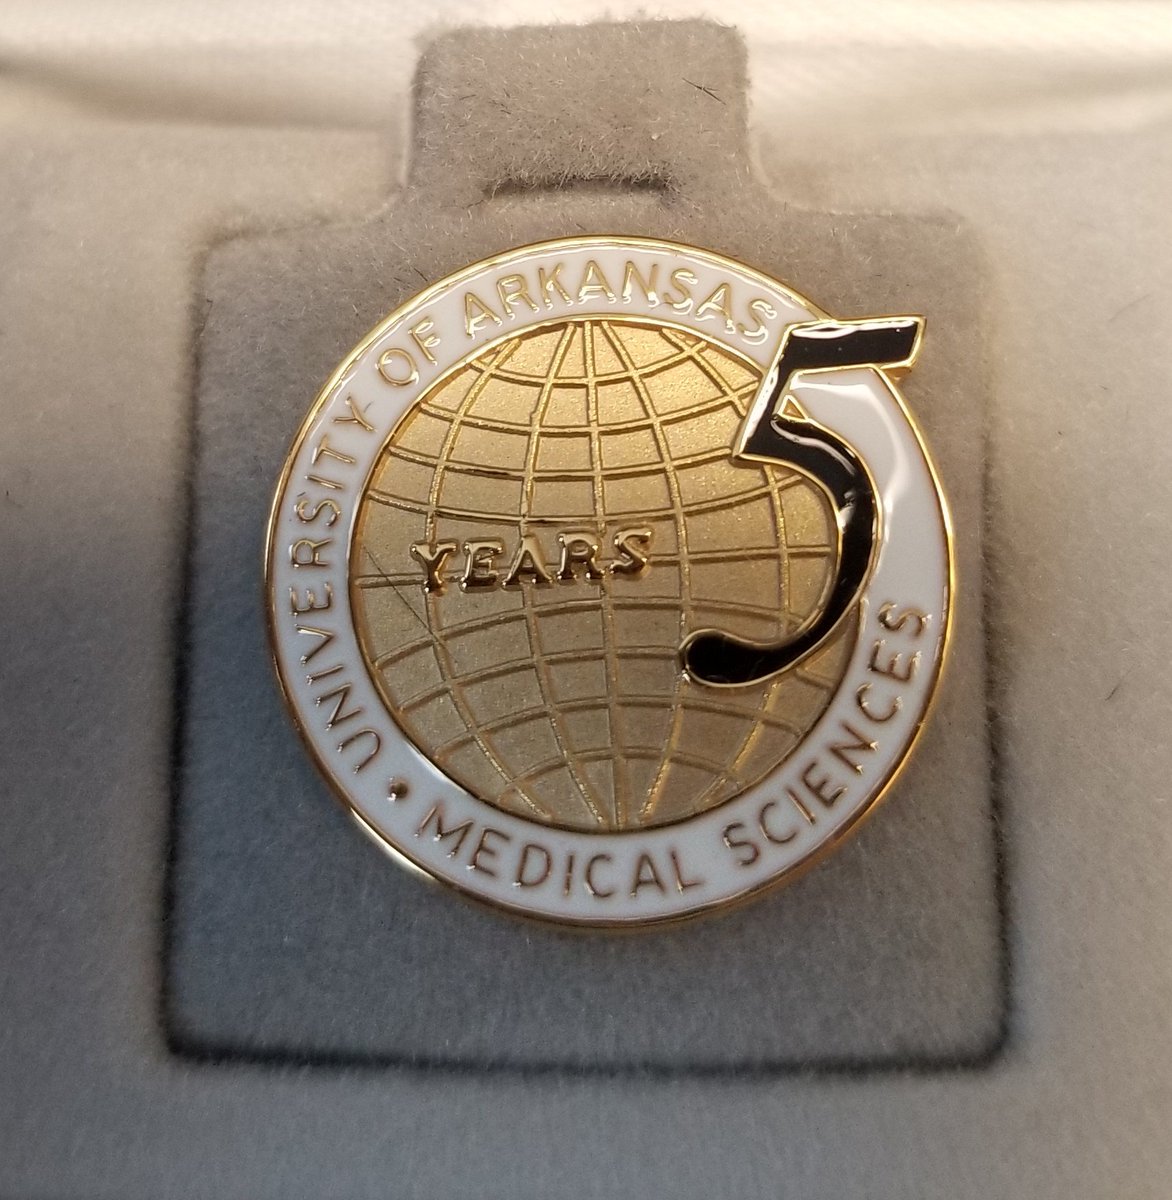 UNIVERSITY OF ARKANSAS
5
YEARS
• MEDICAL SCIENCES